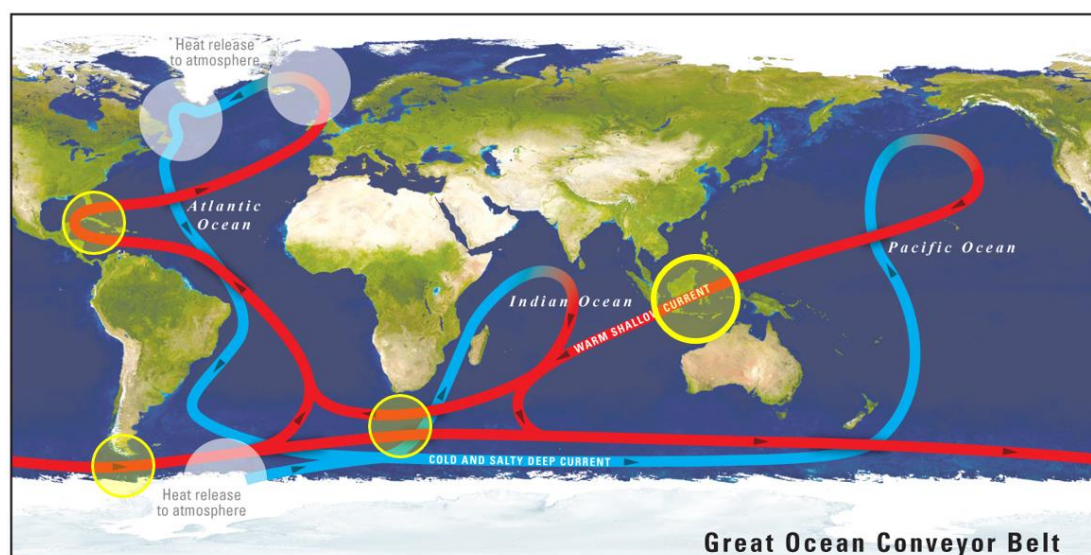 Heat release
to atmosphere
Atlantic
Ocean
Pacific Ocean
Indian Ocean
WARM SHALLOW CURRENT
COLD AND SALTY DEEP CURRENT
Heat release
to atmosphere
Great Ocean Conveyor Belt